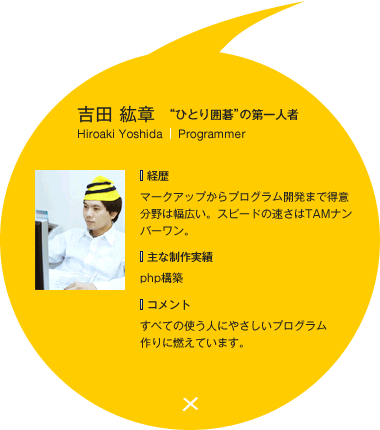 吉田 紘章 “ひとり囲碁”の第一人者
Hiroaki Yoshida | Programmer
経歴
マークアップからプログラム開発まで得意
分野は幅広い。スピードの速さはTAMナン
バーワン。
主な制作実績
php構築
コメント
すべての使う人にやさしいプログラム
作りに燃えています。